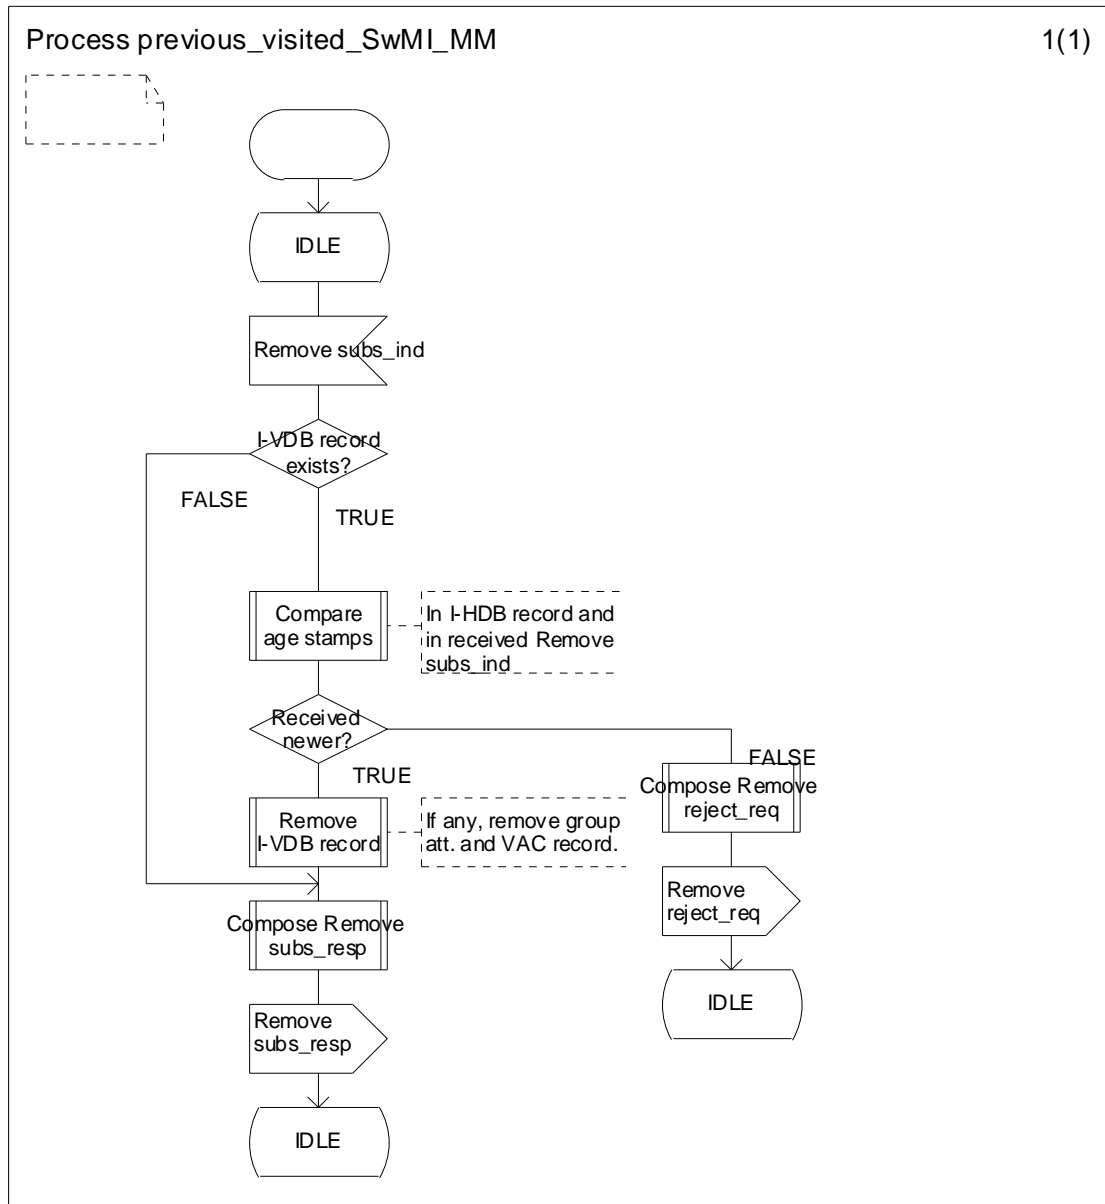 Process previous_visited_SwMI_MM
1(1)
IDLE
Remove subs_ind
I-VDB record
exists?
FALSE
TRUE
Compare
age stamps
In I-HDB record and
in received Remove
subs_ind
Received
newer?
TRUE
FALSE
Remove
I-VDB record
If any, remove group
att. and VAC record.
Compose Remove
reject_req
Remove
reject_req
IDLE
Compose Remove
subs_resp
Remove
subs_resp
IDLE